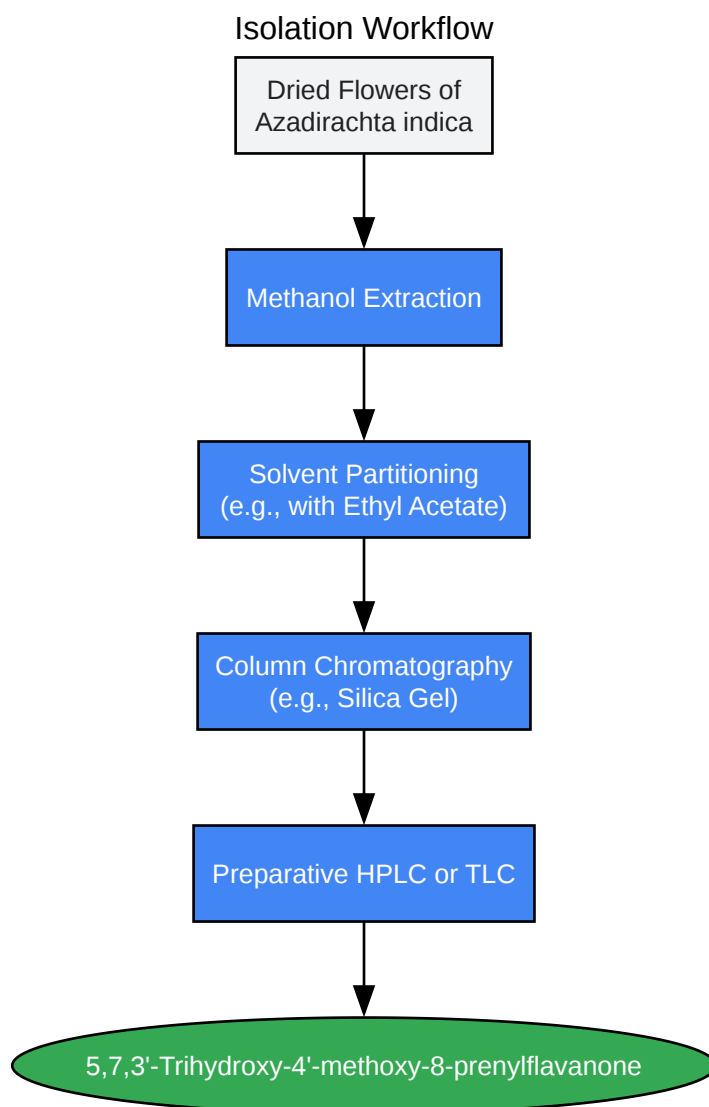 Isolation Workflow
Dried Flowers of
Azadirachta indica
Methanol Extraction
Solvent Partitioning
(e.g., with Ethyl Acetate)
Column Chromatography
(e.g., Silica Gel)
Preparative HPLC or TLC
5,7,3'-Trihydroxy-4'-methoxy-8-prenylflavanone